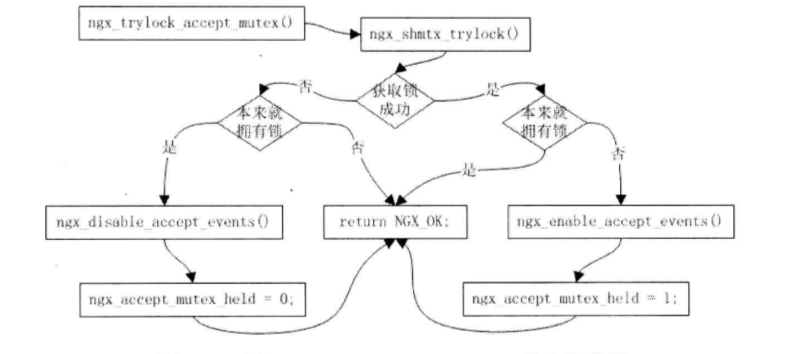 ngx_trylock_accept_mutex()
ngx_shmtx_trylock()
否
获取锁
成功
是
本来就
拥有锁
本来就
拥有锁
是
否
是
否
ngx_disable_accept_events()
return NGX_OK;
ngx_enable_accept_events()
ngx_accept_mutex_held = 0;
ngx_accept_mutex_held = 1;